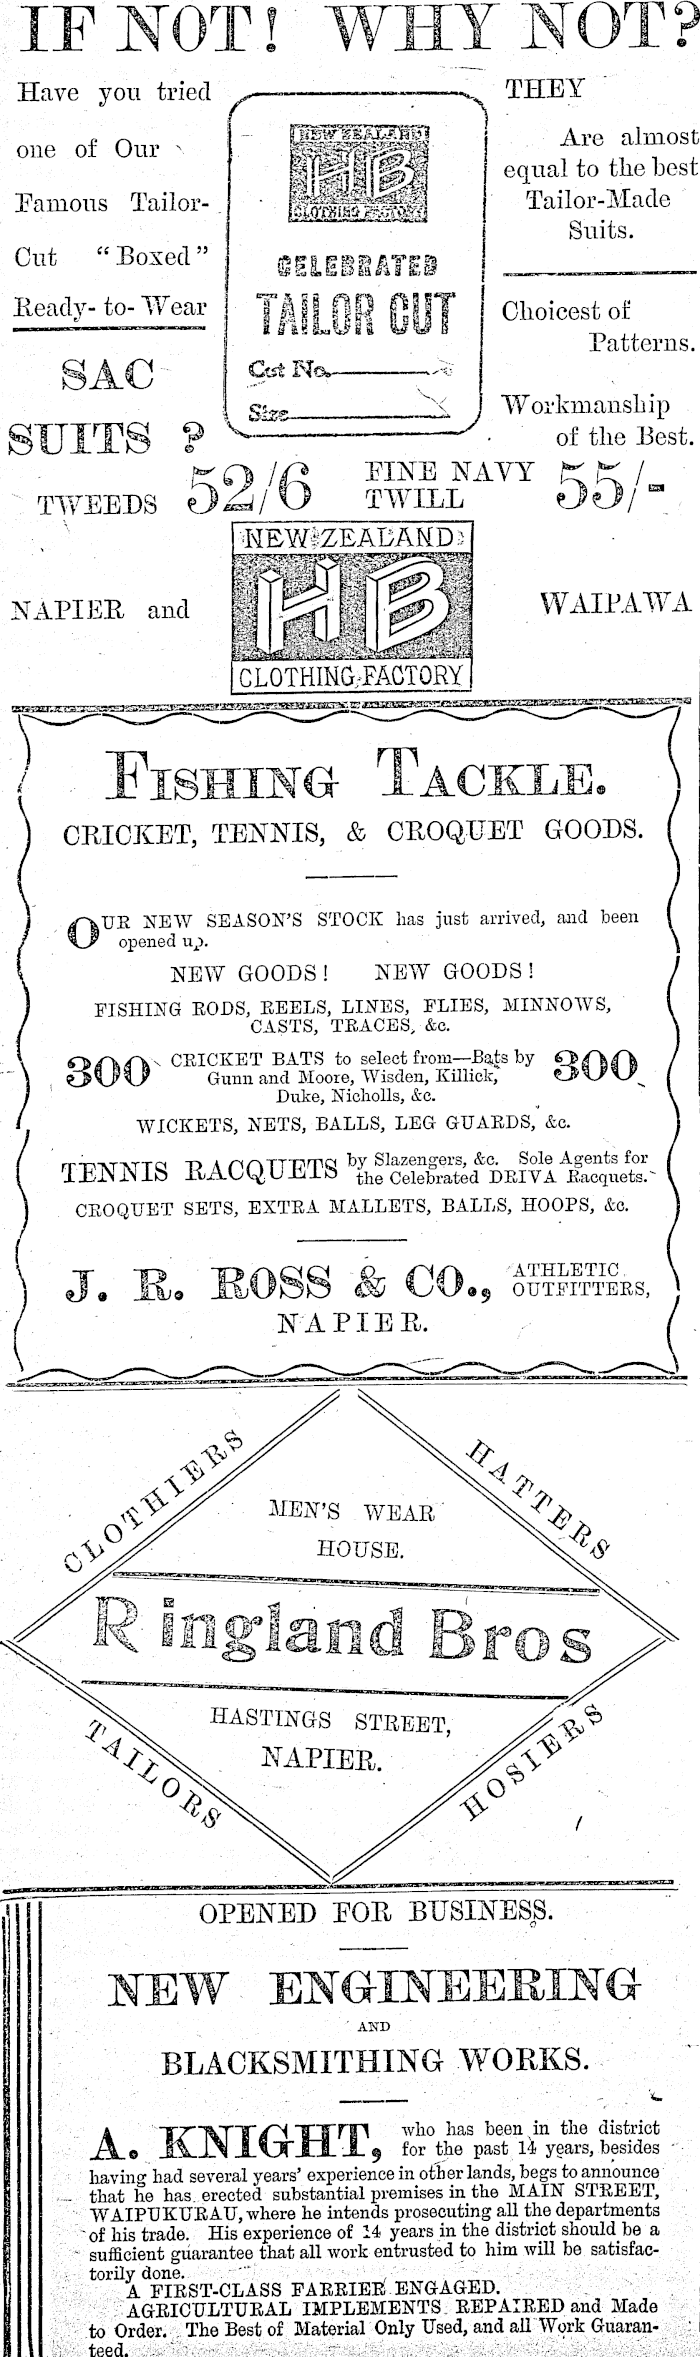 IF NOT! WHY NOT?
Have you tried
one of Our
Famous Tailor-
Cut "Boxed"
Ready-to-Wear
SAC
SUITS ?
NEW ZEALAND
HB
CLOTHING FACTORY
CELEBRATED
TAILOR CUT
Cut No.
Size
THEY
Are almost
equal to the best
Tailor-Made
Suits.
Choicest of
Patterns.
Workmanship
of the Best.
TWEEDS 52/6 FINE NAVY TWILL 55/-
NAPIER and
NEW ZEALAND
HB
CLOTHING FACTORY
WAIPAWA
FISHING TACKLE.
CRICKET, TENNIS, & CROQUET GOODS.
OUR NEW SEASON'S STOCK has just arrived, and been
opened up.
NEW GOODS! NEW GOODS!
FISHING RODS, REELS, LINES, FLIES, MINNOWS,
CASTS, TRACES, &c.
300 CRICKET BATS to select from—Bats by 300
Gunn and Moore, Wisden, Killick,
Duke, Nicholls, &c.
WICKETS, NETS, BALLS, LEG GUARDS, &c.
TENNIS RACQUETS by Slazengers, &c. Sole Agents for
the Celebrated DRIVA Racquets.
CROQUET SETS, EXTRA MALLETS, BALLS, HOOPS, &c.
J. R. ROSS & CO., ATHLETIC
OUTFITTERS,
NAPIER.
CLOTHIERS
HATTERS
MEN'S WEAR
HOUSE.
Ringland Bros
HASTINGS STREET,
NAPIER.
TAILORS
HOSIERS
OPENED FOR BUSINESS.
NEW ENGINEERING
AND
BLACKSMITHING WORKS.
A. KNIGHT, who has been in the district
for the past 14 years, besides
having had several years' experience in other lands, begs to announce
that he has erected substantial premises in the MAIN STREET,
WAIPUKURAU, where he intends prosecuting all the departments
of his trade. His experience of 14 years in the district should be a
sufficient guarantee that all work entrusted to him will be satisfac-
torily done.
A FIRST-CLASS FARRIER ENGAGED.
AGRICULTURAL IMPLEMENTS REPAIRED and Made
to Order. The Best of Material Only Used, and all Work Guaran-
teed.